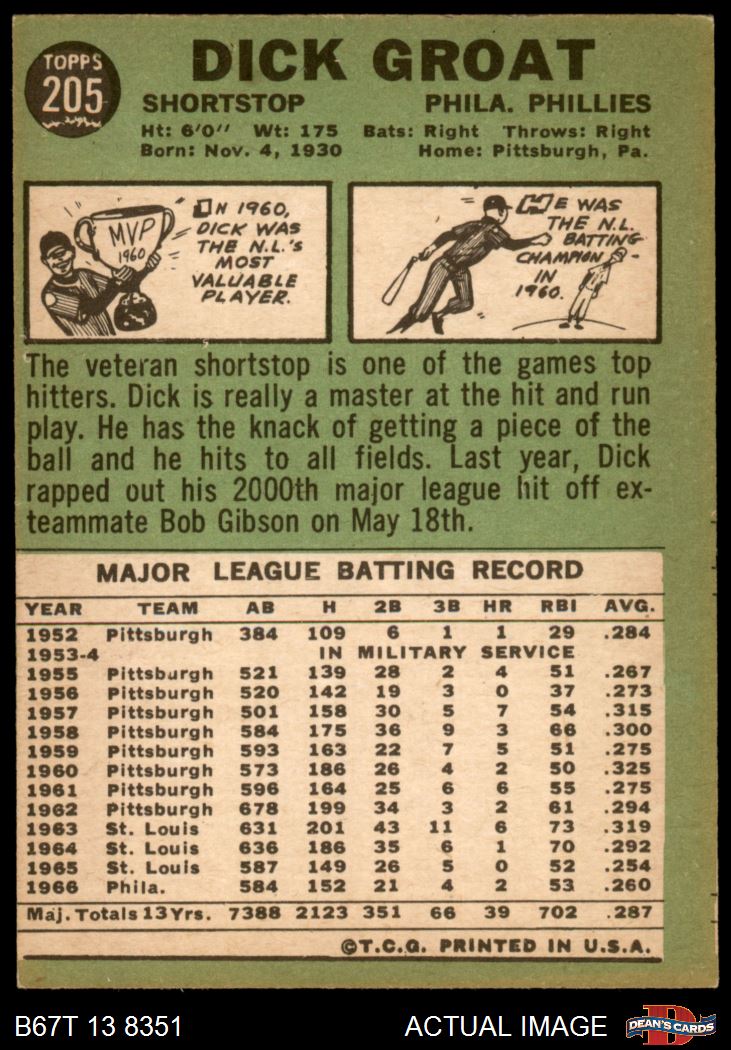 TOPPS
205
DICK GROAT
SHORTSTOP PHILA. PHILLIES
Ht: 6'0" Wt: 175 Bats: Right Throws: Right
Born: Nov. 4, 1930 Home: Pittsburgh, Pa.
MVP
1960
IN 1960,
DICK WAS
THE N.L.'S
MOST
VALUABLE
PLAYER.
HE WAS
THE N.L.
BATTING
CHAMPION
IN
1960.
The veteran shortstop is one of the games top
hitters. Dick is really a master at the hit and run
play. He has the knack of getting a piece of the
ball and he hits to all fields. Last year, Dick
rapped out his 2000th major league hit off ex-
teammate Bob Gibson on May 18th.
MAJOR LEAGUE BATTING RECORD
YEAR TEAM AB H 2B 3B HR RBI AVG.
1952 Pittsburgh 384 109 6 1 1 29 .284
1953-4 IN MILITARY SERVICE
1955 Pittsburgh 521 139 28 2 4 51 .267
1956 Pittsburgh 520 142 19 3 0 37 .273
1957 Pittsburgh 501 158 30 5 7 54 .315
1958 Pittsburgh 584 175 36 9 3 66 .300
1959 Pittsburgh 593 163 22 7 5 51 .275
1960 Pittsburgh 573 186 26 4 2 50 .325
1961 Pittsburgh 596 164 25 6 6 55 .275
1962 Pittsburgh 678 199 34 3 2 61 .294
1963 St. Louis 631 201 43 11 6 73 .319
1964 St. Louis 636 186 35 6 1 70 .292
1965 St. Louis 587 149 26 5 0 52 .254
1966 Phila. 584 152 21 4 2 53 .260
Maj. Totals 13 Yrs. 7388 2123 351 66 39 702 .287
©T.C.G. PRINTED IN U.S.A.
B67T 13 8351 ACTUAL IMAGE
DEAN'S CARDS